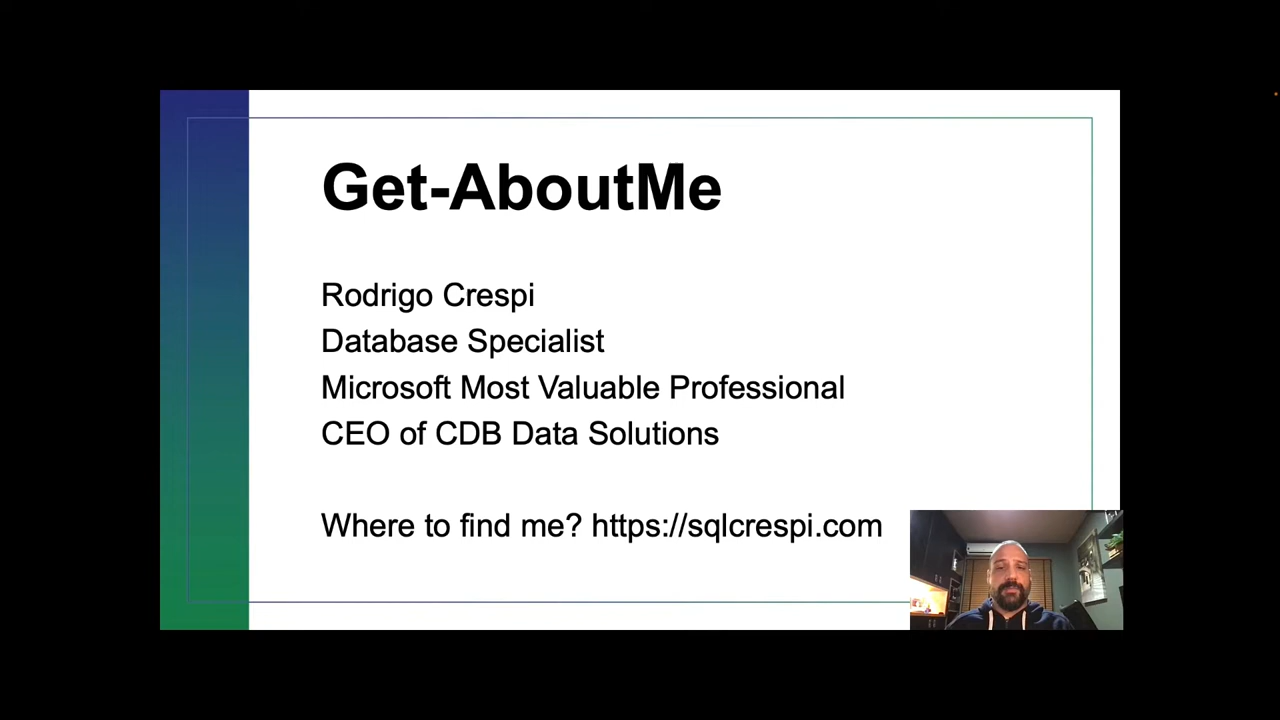 Get-AboutMe
Rodrigo Crespi
Database Specialist
Microsoft Most Valuable Professional
CEO of CDB Data Solutions
Where to find me? https://sqlcrespi.com